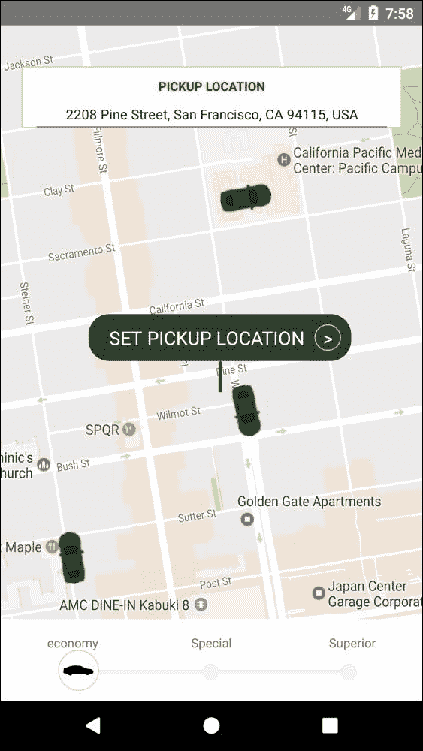 4G 7:58
Jackson St
PICKUP LOCATION
2208 Pine Street, San Francisco, CA 94115, USA
Fillmore St
California Pacific Med
Center: Pacific Campu
Clay St
Sacramento St
Laguna St
Steiner St
California St
SET PICKUP LOCATION >
Pine St
Wilmot St
SPQR
inic's
hurch
Bush St
Golden Gate Apartments
Sutter St
Maple
Post St
Japan Center
Garage Corporat
AMC DINE-IN Kabuki 8
economy Special Superior